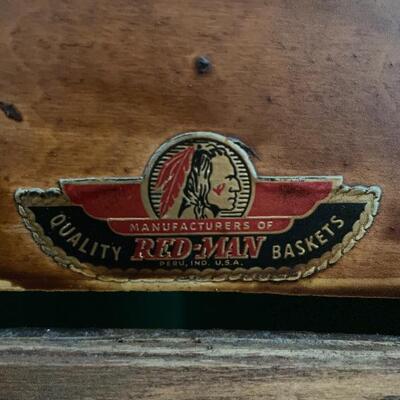 MANUFACTURERS OF
QUALITY RED-MAN BASKETS
PERU, IND. U.S.A.